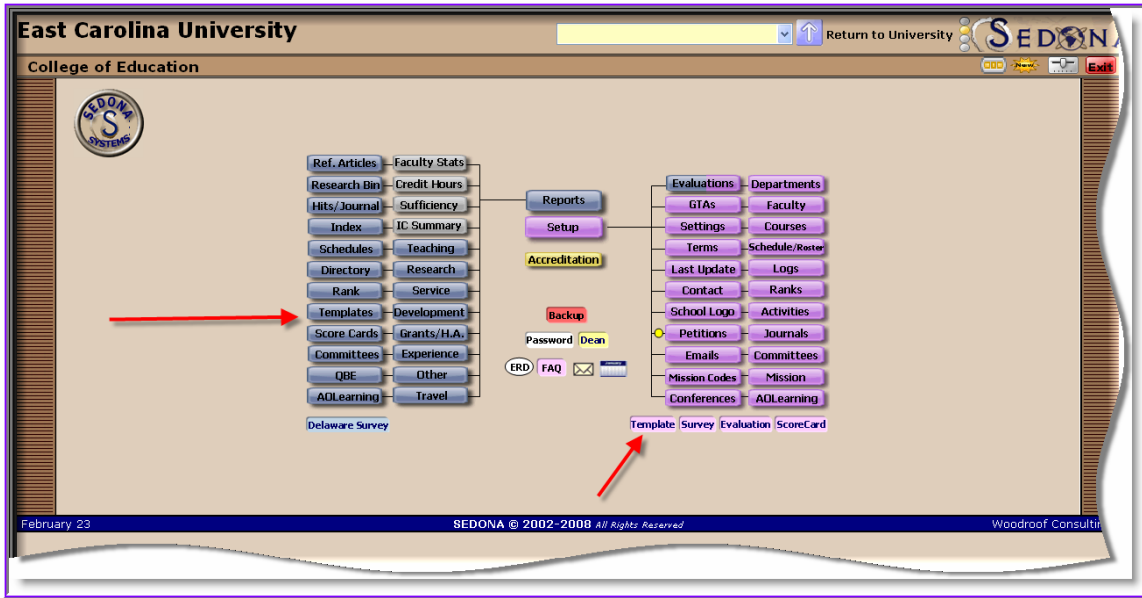 East Carolina University
Return to University
SEDONA
College of Education
New!
Exit
SEDONA
S
SYSTEMS
Ref. Articles Faculty Stats
Research Bin Credit Hours
Hits/Journal Sufficiency
Index IC Summary
Schedules Teaching
Directory Research
Rank Service
Templates Development
Score Cards Grants/H.A.
Committees Experience
QBE Other
AOLearning Travel
Delaware Survey
Reports
Setup
Accreditation
Backup
Password Dean
ERD FAQ
Evaluations Departments
GTAs Faculty
Settings Courses
Terms Schedule/Roster
Last Update Logs
Contact Ranks
School Logo Activities
Petitions Journals
Emails Committees
Mission Codes Mission
Conferences AOLearning
Template Survey Evaluation ScoreCard
February 23
SEDONA © 2002-2008 All Rights Reserved
Woodroof Consultin